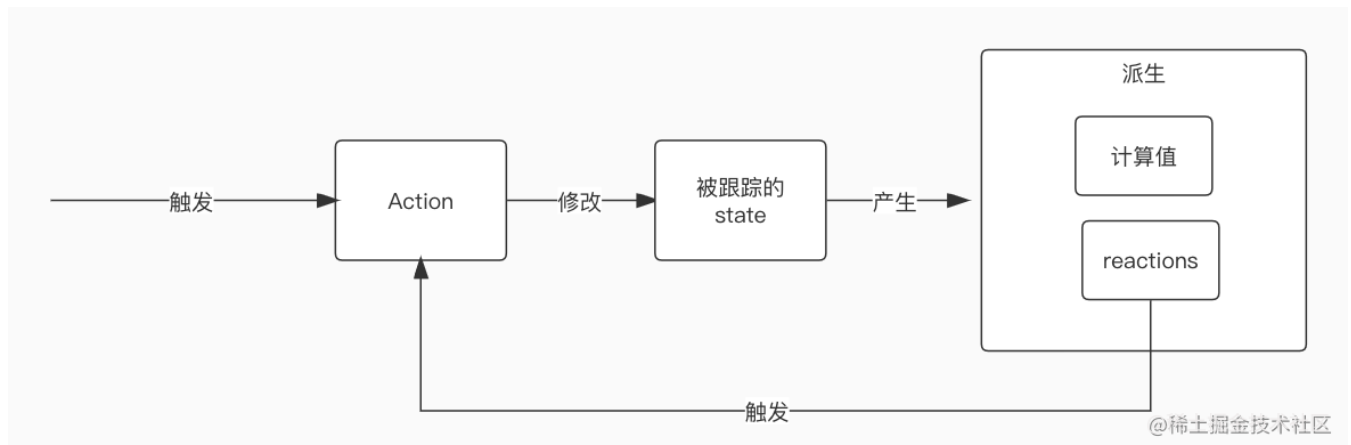 派生
计算值
触发
Action
修改
被跟踪的
state
产生
reactions
触发
@稀土掘金技术社区